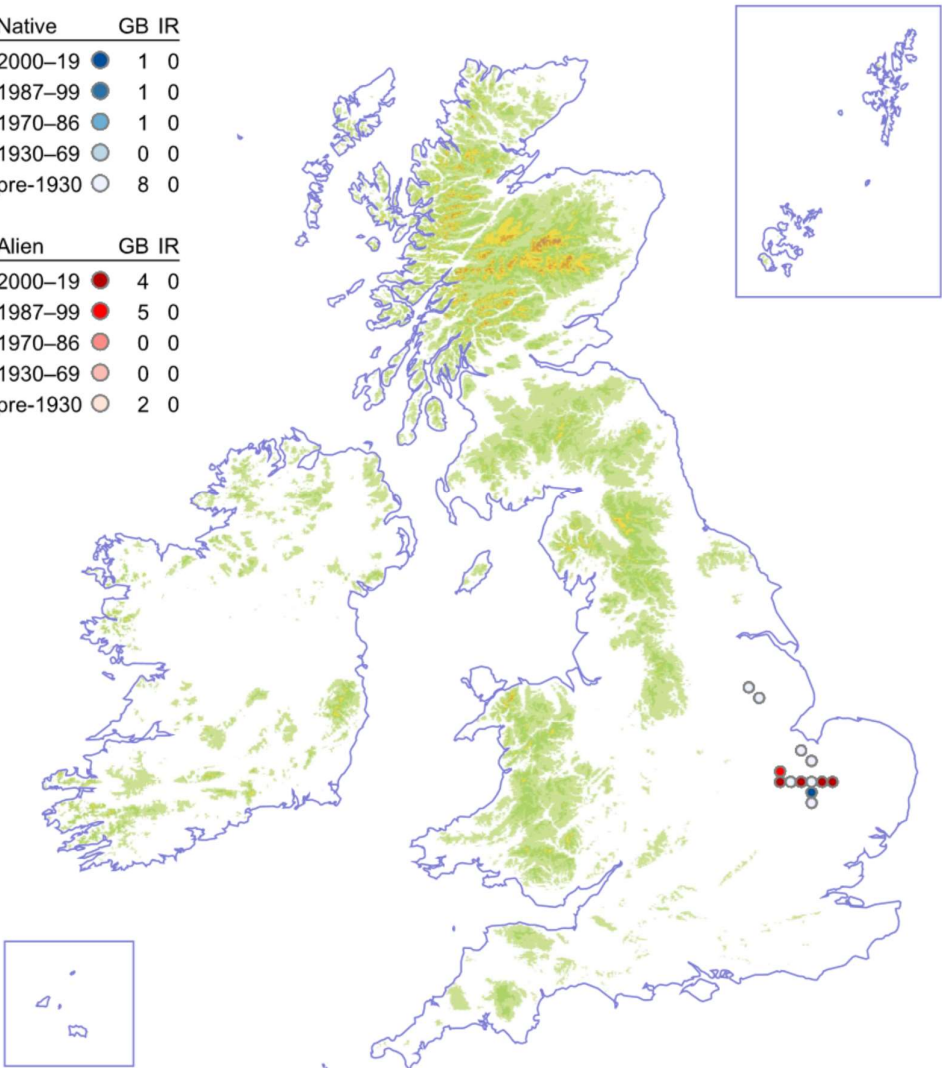 Native GB IR
2000–19 1 0
1987–99 1 0
1970–86 1 0
1930–69 0 0
pre-1930 8 0
Alien GB IR
2000–19 4 0
1987–99 5 0
1970–86 0 0
1930–69 0 0
pre-1930 2 0